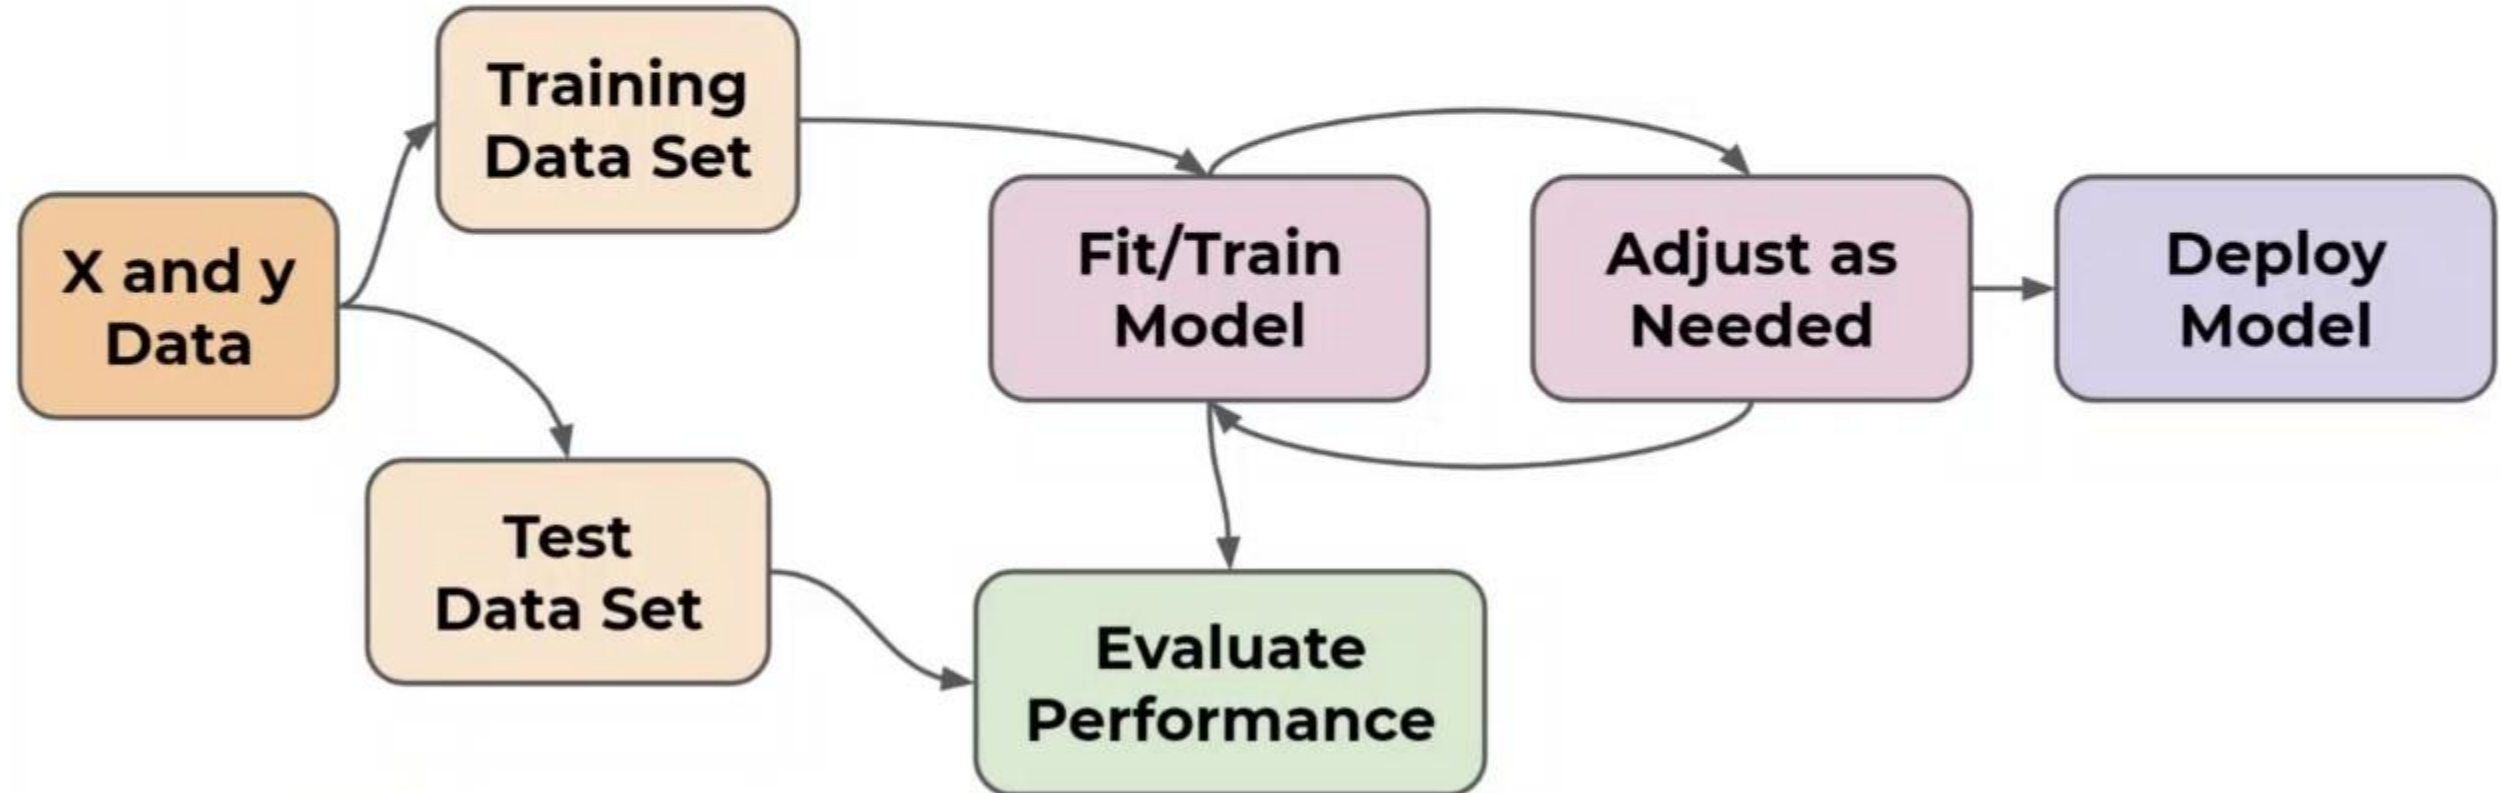 Training
Data Set
X and y
Data
Fit/Train
Model
Adjust as
Needed
Deploy
Model
Test
Data Set
Evaluate
Performance